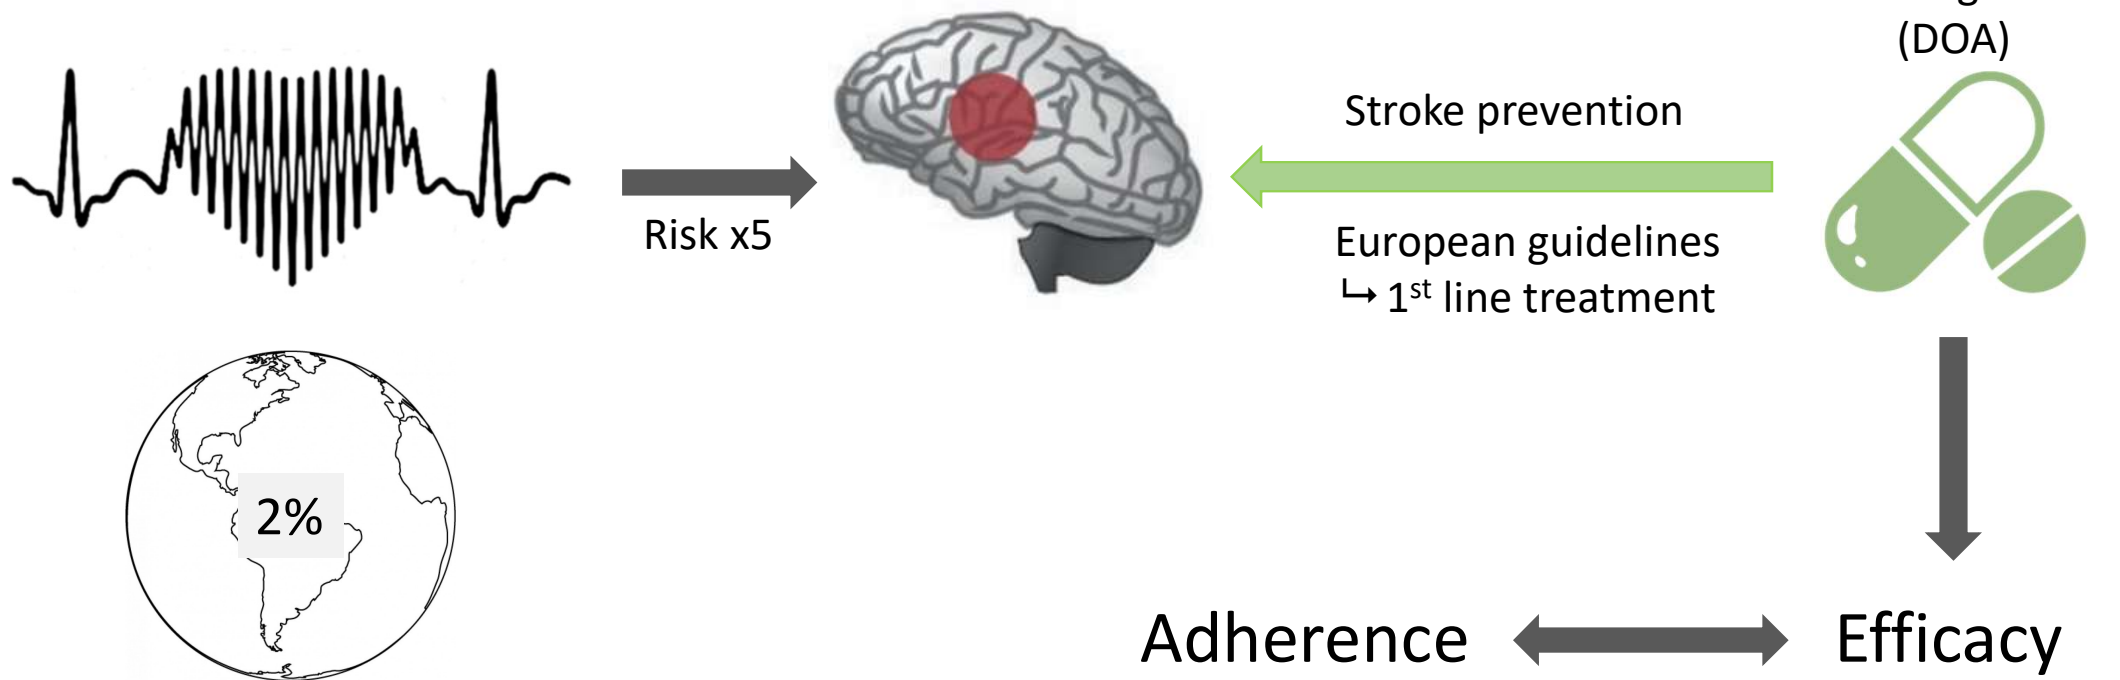 (DOA)
Stroke prevention
Risk x5
European guidelines
↳ 1st line treatment
2%
Adherence
Efficacy